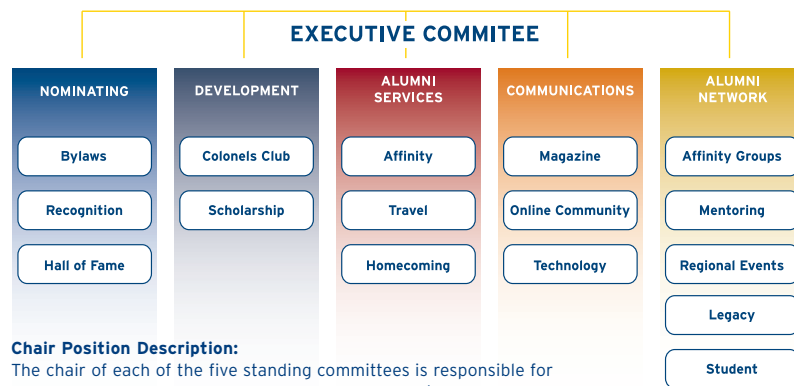 EXECUTIVE COMMITEE
NOMINATING
Bylaws
Recognition
Hall of Fame
DEVELOPMENT
Colonels Club
Scholarship
ALUMNI
SERVICES
Affinity
Travel
Homecoming
COMMUNICATIONS
Magazine
Online Community
Technology
ALUMNI
NETWORK
Affinity Groups
Mentoring
Regional Events
Legacy
Student
Chair Position Description:
The chair of each of the five standing committees is responsible for